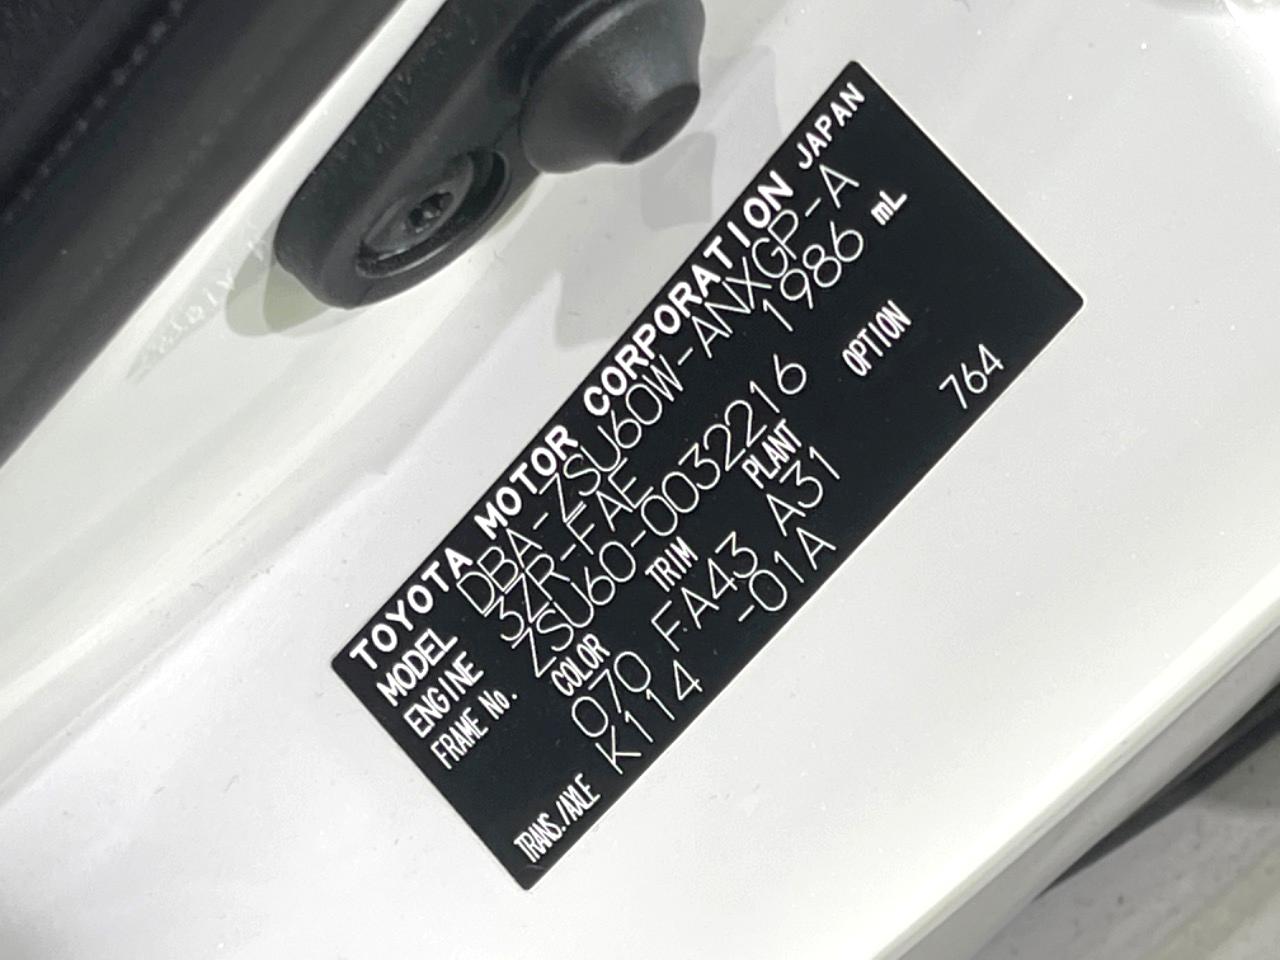 TOYOTA MOTOR CORPORATION JAPAN
MODEL DBA-ZSU60W-ANXGP-A
ENGINE 3ZR-FAE 1986 mL
FRAME No. ZSU60-0032216
COLOR TRIM PLANT OPTION
070 FA43 A31 764
TRANS./AXLE K114 -01A